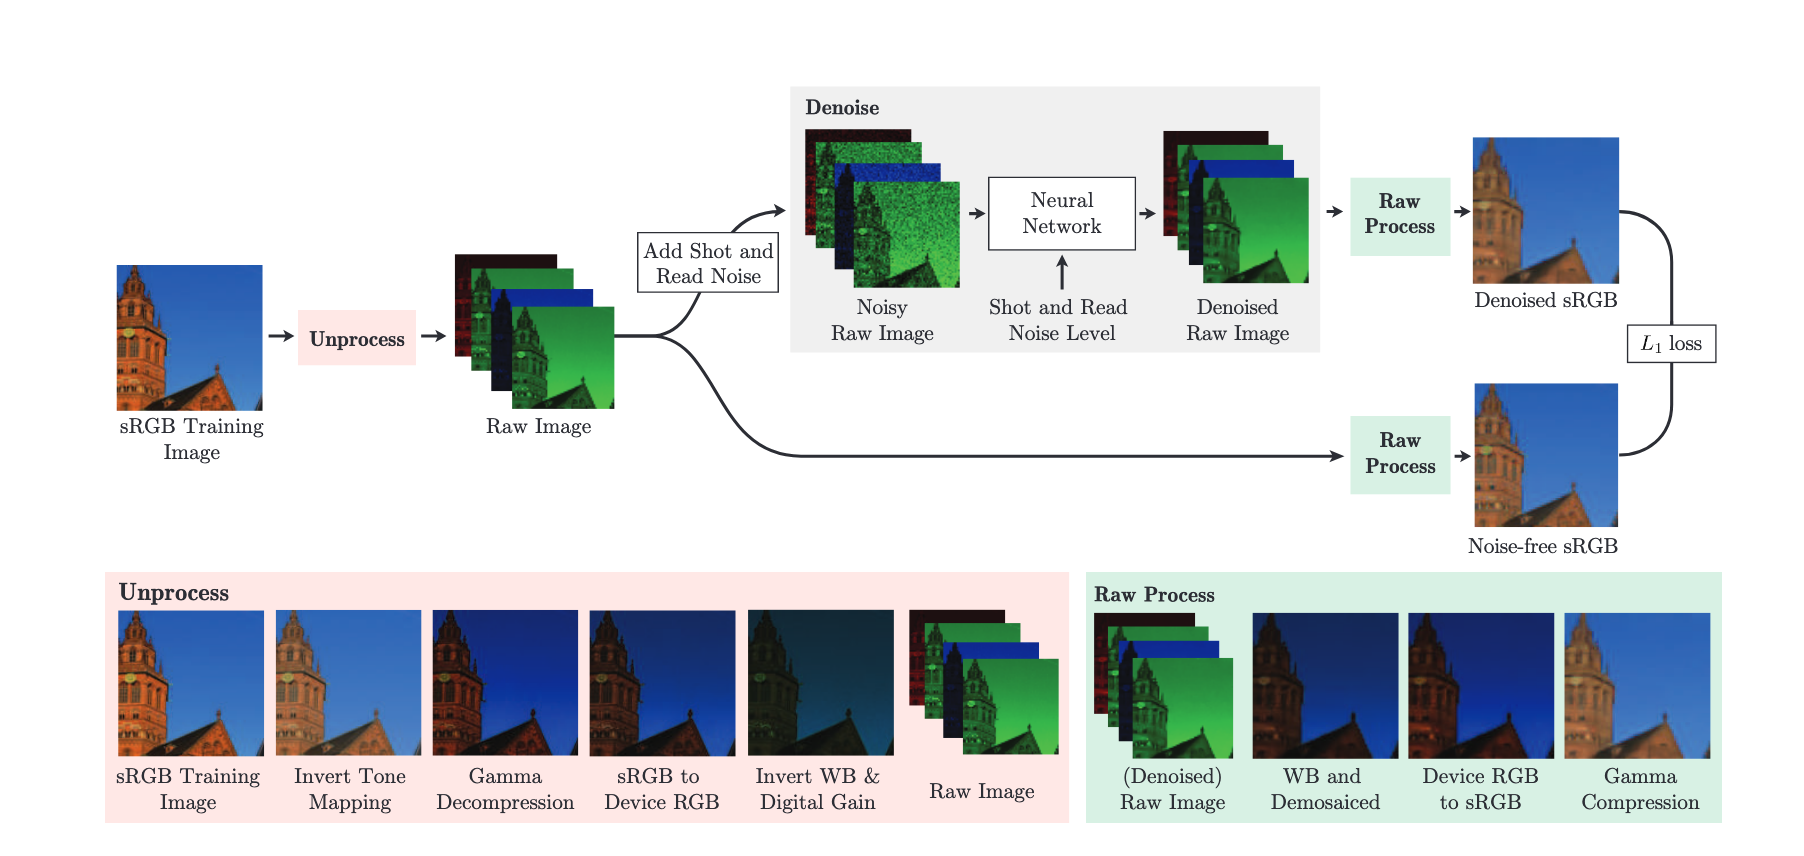 Denoise
Neural
Network
Raw
Process
Add Shot and
Read Noise
Noisy
Raw Image
Shot and Read
Noise Level
Denoised
Raw Image
Denoised sRGB
Unprocess
L1 loss
sRGB Training
Image
Raw Image
Raw
Process
Noise-free sRGB
Unprocess
sRGB Training
Image
Invert Tone
Mapping
Gamma
Decompression
sRGB to
Device RGB
Invert WB &
Digital Gain
Raw Image
Raw Process
(Denoised)
Raw Image
WB and
Demosaiced
Device RGB
to sRGB
Gamma
Compression